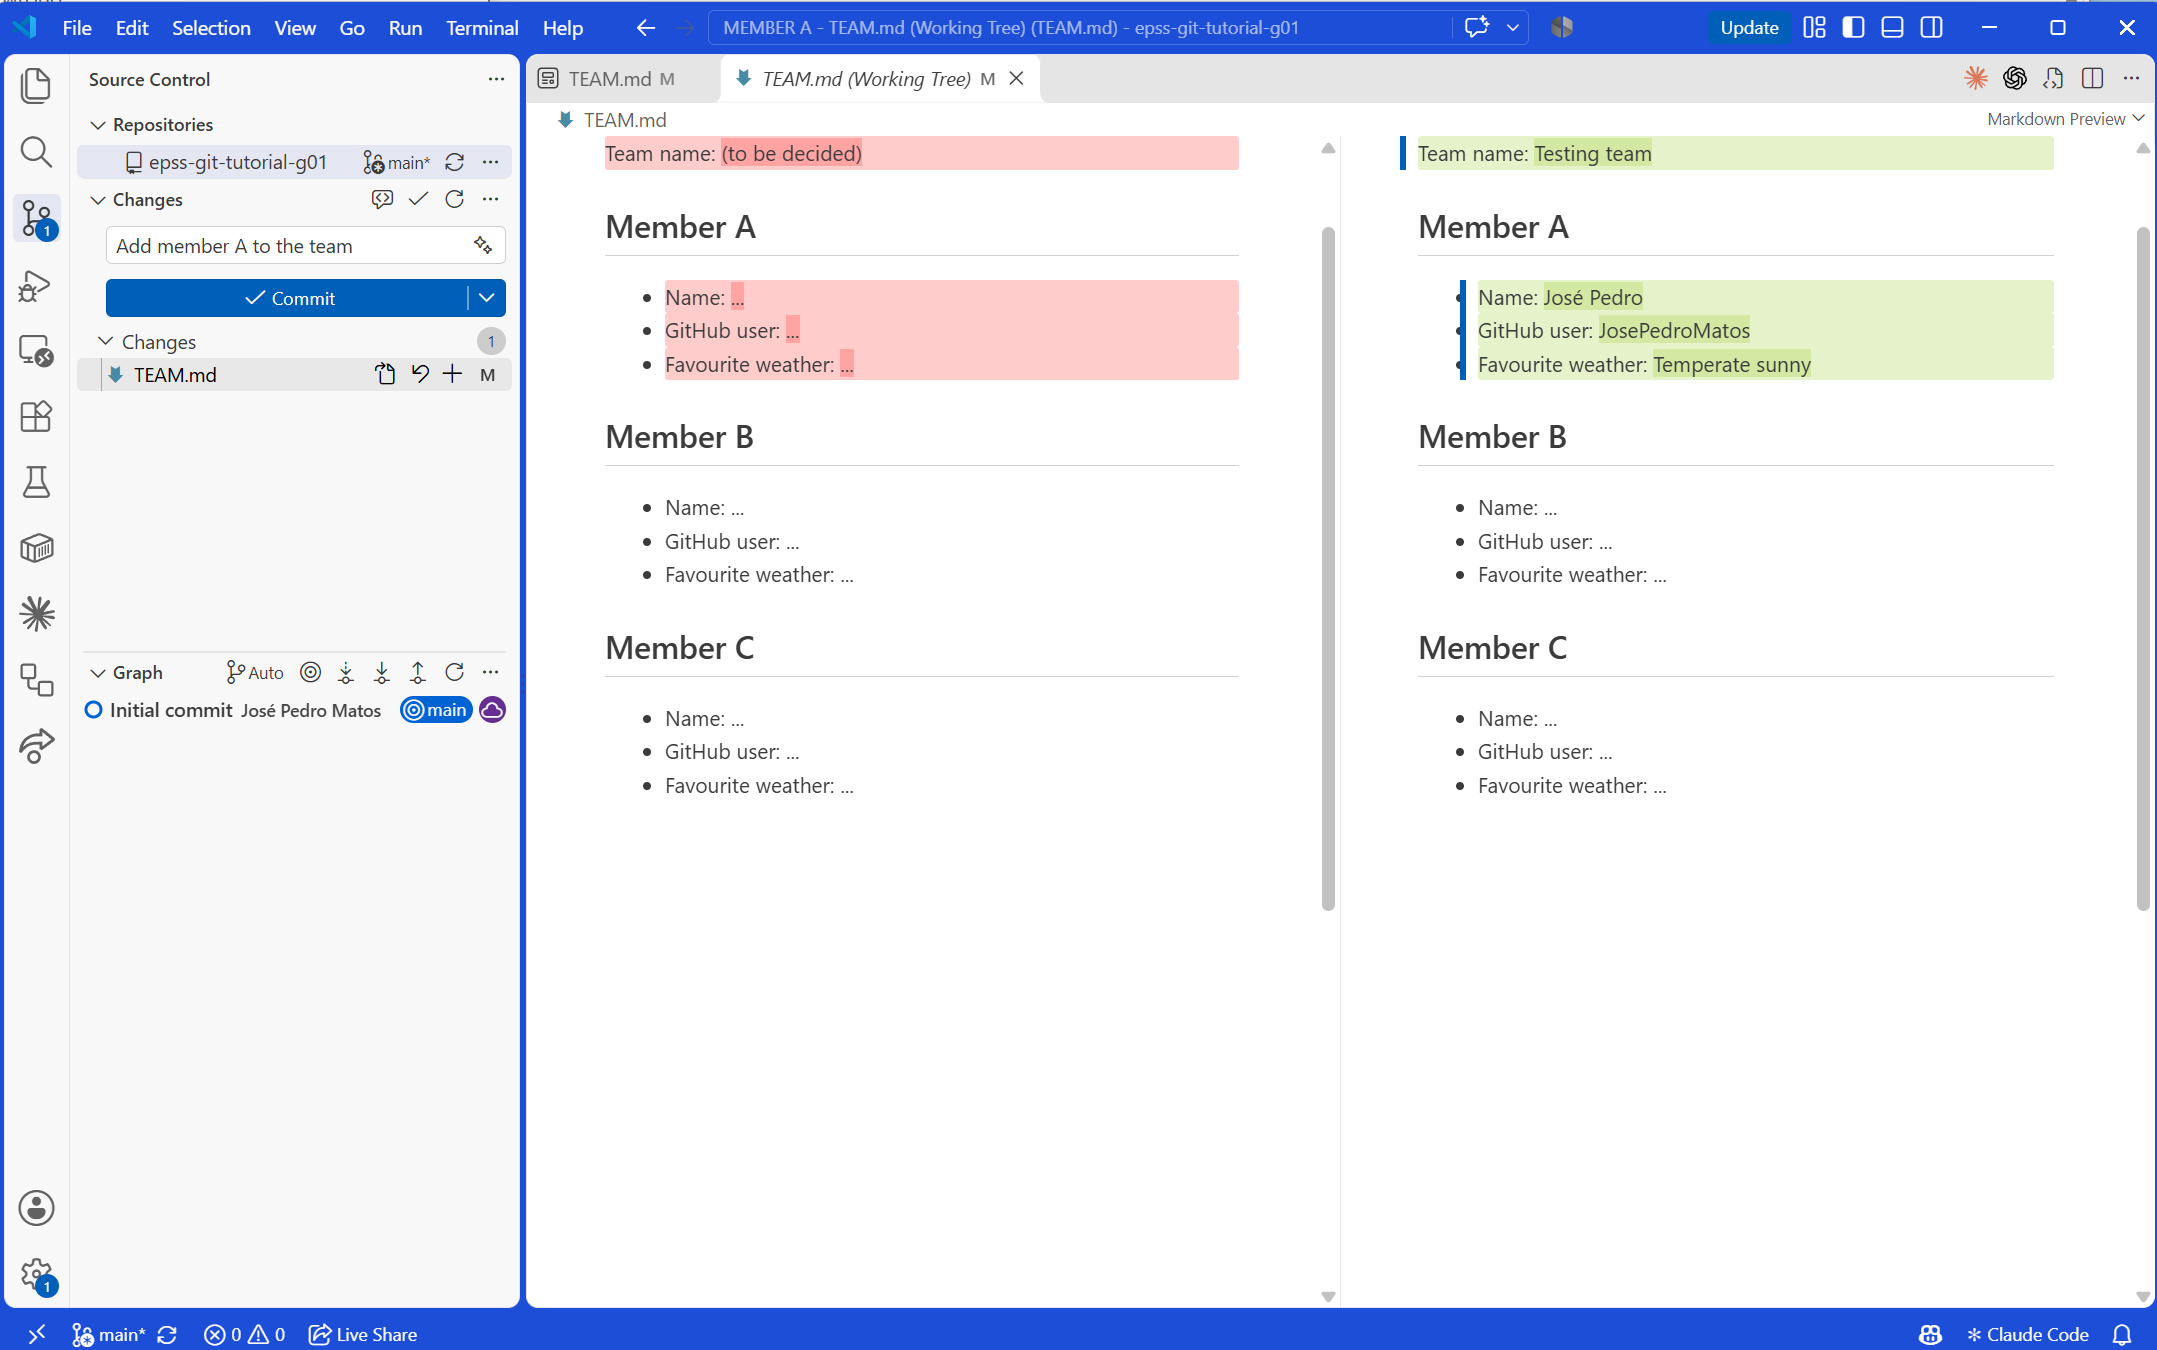 File Edit Selection View Go Run Terminal Help
MEMBER A - TEAM.md (Working Tree) (TEAM.md) - epss-git-tutorial-g01
Update
Source Control
Repositories
epss-git-tutorial-g01 main*
Changes
Add member A to the team
Commit
Changes 1
TEAM.md M
Graph Auto
Initial commit José Pedro Matos main
1
1
TEAM.md M
TEAM.md (Working Tree) M
TEAM.md
Markdown Preview
Team name: (to be decided)
Member A
Name: ...
GitHub user: ...
Favourite weather: ...
Member B
Name: ...
GitHub user: ...
Favourite weather: ...
Member C
Name: ...
GitHub user: ...
Favourite weather: ...
Team name: Testing team
Member A
Name: José Pedro
GitHub user: JosePedroMatos
Favourite weather: Temperate sunny
Member B
Name: ...
GitHub user: ...
Favourite weather: ...
Member C
Name: ...
GitHub user: ...
Favourite weather: ...
main* 0 0 Live Share
Claude Code